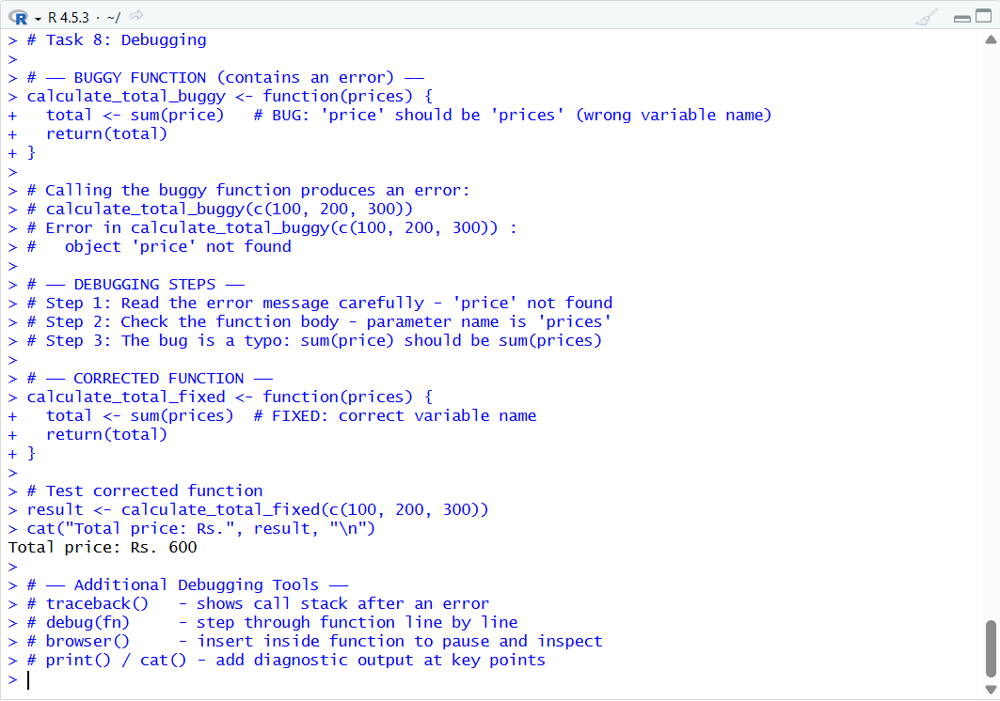 R 4.5.3 · ~/
> # Task 8: Debugging
>
> # —— BUGGY FUNCTION (contains an error) ——
> calculate_total_buggy <- function(prices) {
+   total <- sum(price)   # BUG: 'price' should be 'prices' (wrong variable name)
+   return(total)
+ }
>
> # Calling the buggy function produces an error:
> # calculate_total_buggy(c(100, 200, 300))
> # Error in calculate_total_buggy(c(100, 200, 300)) :
> #   object 'price' not found
>
> # —— DEBUGGING STEPS ——
> # Step 1: Read the error message carefully - 'price' not found
> # Step 2: Check the function body - parameter name is 'prices'
> # Step 3: The bug is a typo: sum(price) should be sum(prices)
>
> # —— CORRECTED FUNCTION ——
> calculate_total_fixed <- function(prices) {
+   total <- sum(prices)  # FIXED: correct variable name
+   return(total)
+ }
>
> # Test corrected function
> result <- calculate_total_fixed(c(100, 200, 300))
> cat("Total price: Rs.", result, "\n")
Total price: Rs. 600
>
> # —— Additional Debugging Tools ——
> # traceback()   - shows call stack after an error
> # debug(fn)     - step through function line by line
> # browser()     - insert inside function to pause and inspect
> # print() / cat() - add diagnostic output at key points
>